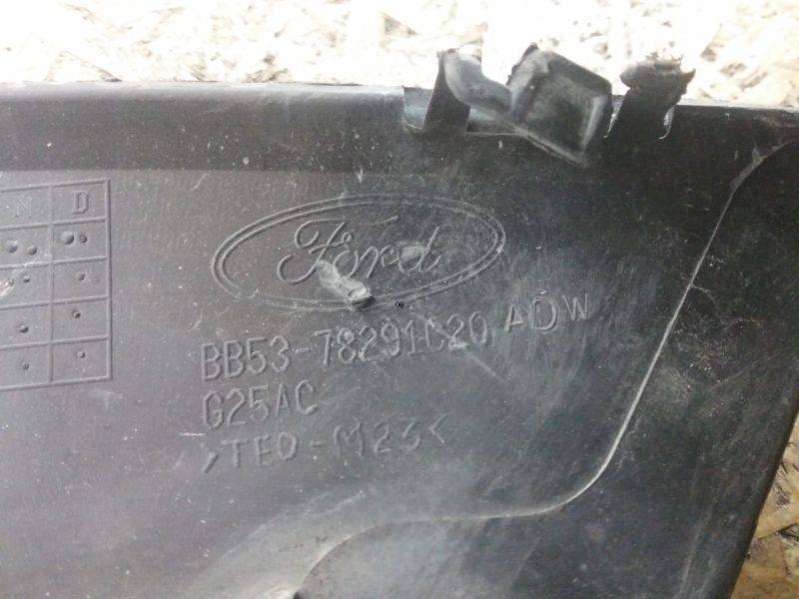 D
Ford
BB53-78291C20, ADW
G25AC
>TEO-M23<